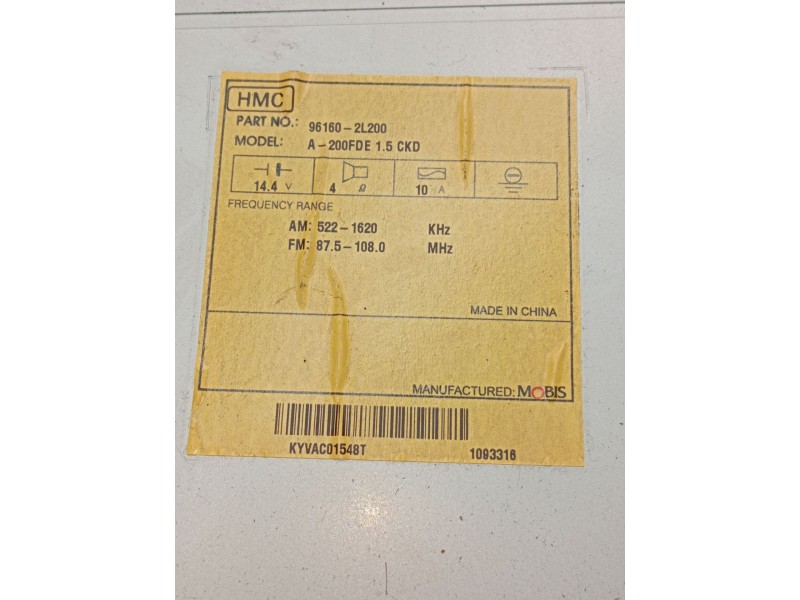 HMC
PART NO.: 96160-2L200
MODEL: A-200FDE 1.5 CKD
14.4 V 4 Ω 10 A
FREQUENCY RANGE
AM: 522-1620 KHz
FM: 87.5-108.0 MHz
MADE IN CHINA
MANUFACTURED: MOBIS
KYVAC01548T 1093316